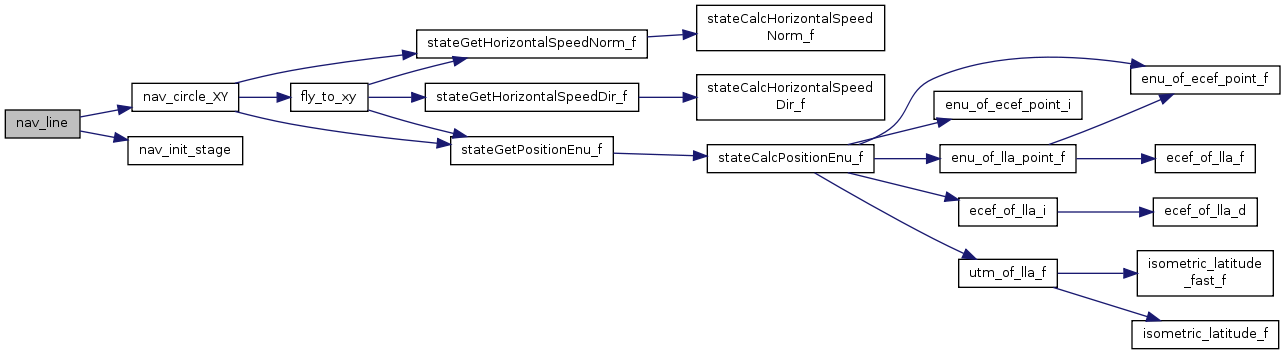 nav_line
nav_circle_XY
nav_init_stage
fly_to_xy
stateGetHorizontalSpeedNorm_f
stateGetHorizontalSpeedDir_f
stateGetPositionEnu_f
stateCalcHorizontalSpeed
Norm_f
stateCalcHorizontalSpeed
Dir_f
stateCalcPositionEnu_f
enu_of_ecef_point_i
enu_of_lla_point_f
ecef_of_lla_i
utm_of_lla_f
enu_of_ecef_point_f
ecef_of_lla_f
ecef_of_lla_d
isometric_latitude
_fast_f
isometric_latitude_f